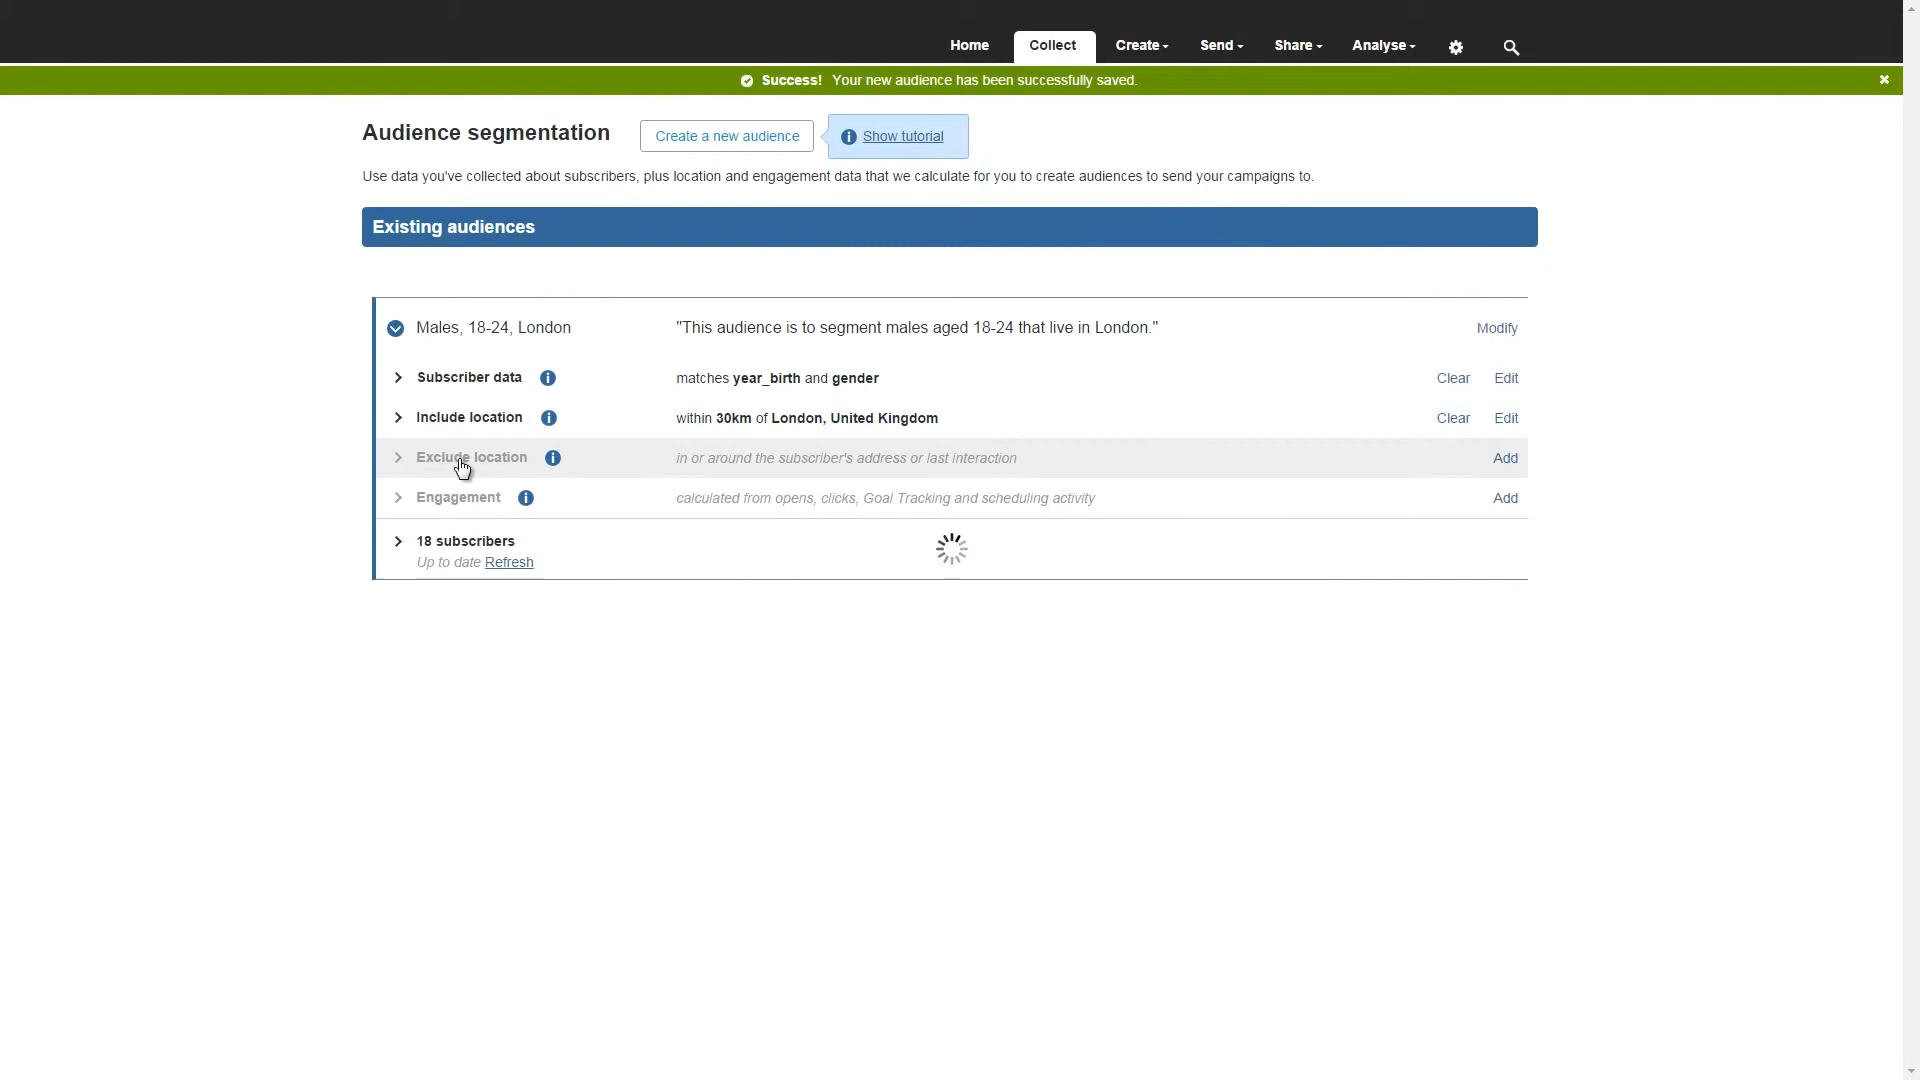 Home Collect Create Send Share Analyse
Success! Your new audience has been successfully saved.
Audience segmentation Create a new audience Show tutorial
Use data you've collected about subscribers, plus location and engagement data that we calculate for you to create audiences to send your campaigns to.
Existing audiences
Males, 18-24, London "This audience is to segment males aged 18-24 that live in London." Modify
Subscriber data matches year_birth and gender Clear Edit
Include location within 30km of London, United Kingdom Clear Edit
Exclude location in or around the subscriber's address or last interaction Add
Engagement calculated from opens, clicks, Goal Tracking and scheduling activity Add
18 subscribers
Up to date Refresh